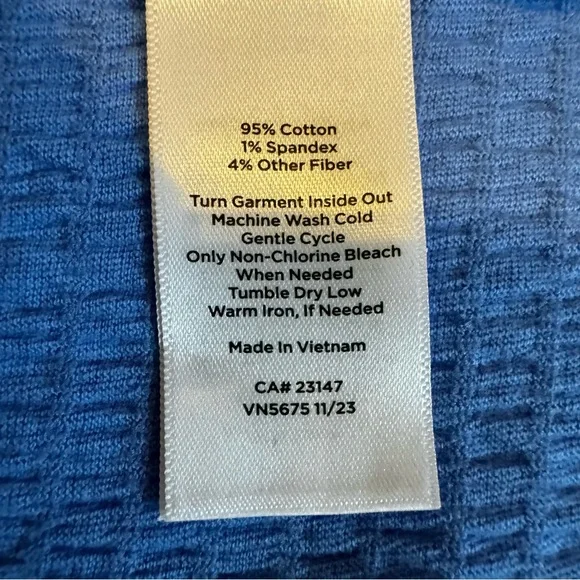 95% Cotton
1% Spandex
4% Other Fiber
Turn Garment Inside Out
Machine Wash Cold
Gentle Cycle
Only Non-Chlorine Bleach
When Needed
Tumble Dry Low
Warm Iron, If Needed
Made In Vietnam
CA# 23147
VN5675 11/23